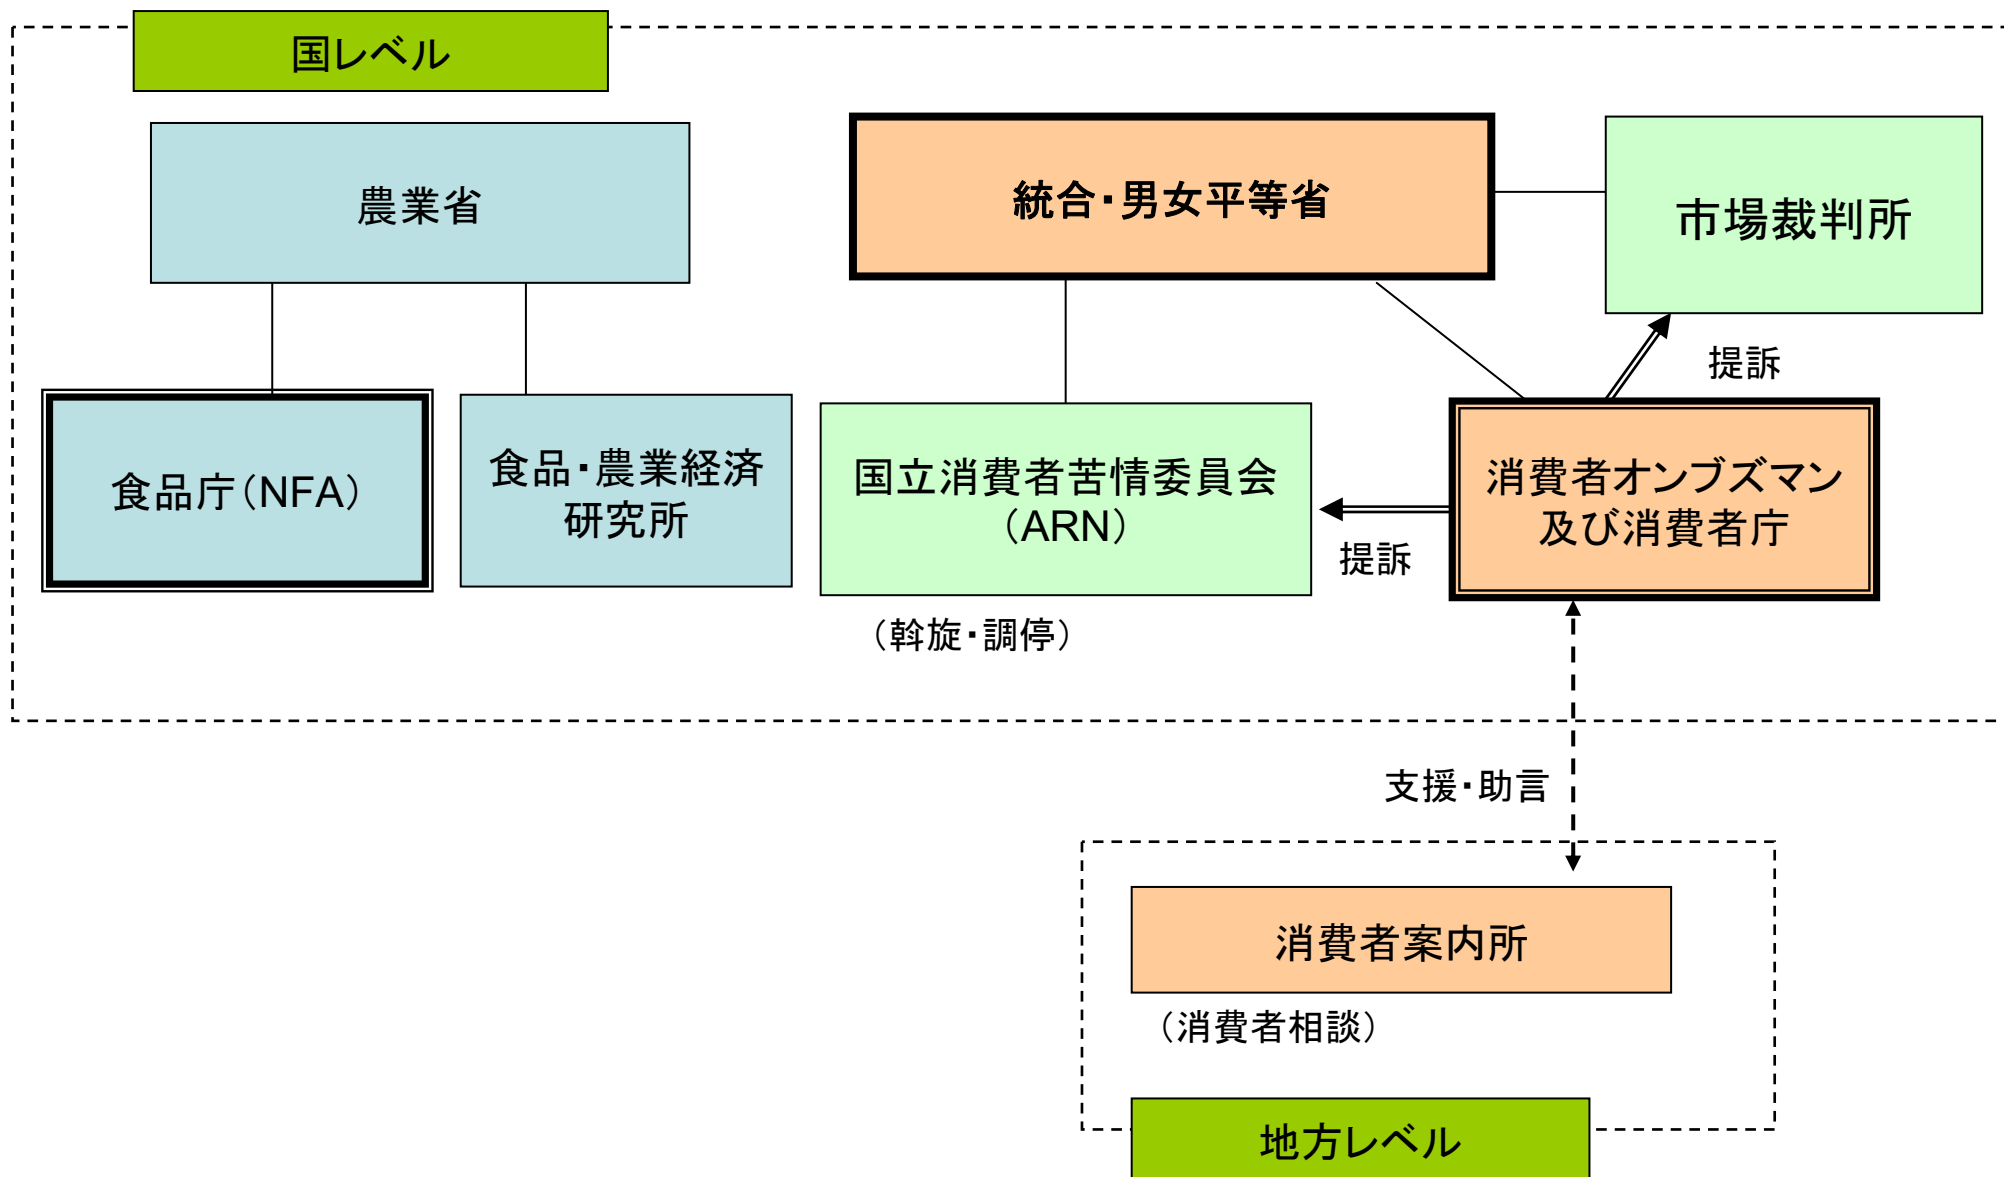 国レベル
農業省
統合・男女平等省
市場裁判所
提訴
食品庁（NFA）
食品・農業経済
研究所
国立消費者苦情委員会
（ARN）
提訴
消費者オンブズマン
及び消費者庁
（斡旋・調停）
支援・助言
消費者案内所
（消費者相談）
地方レベル